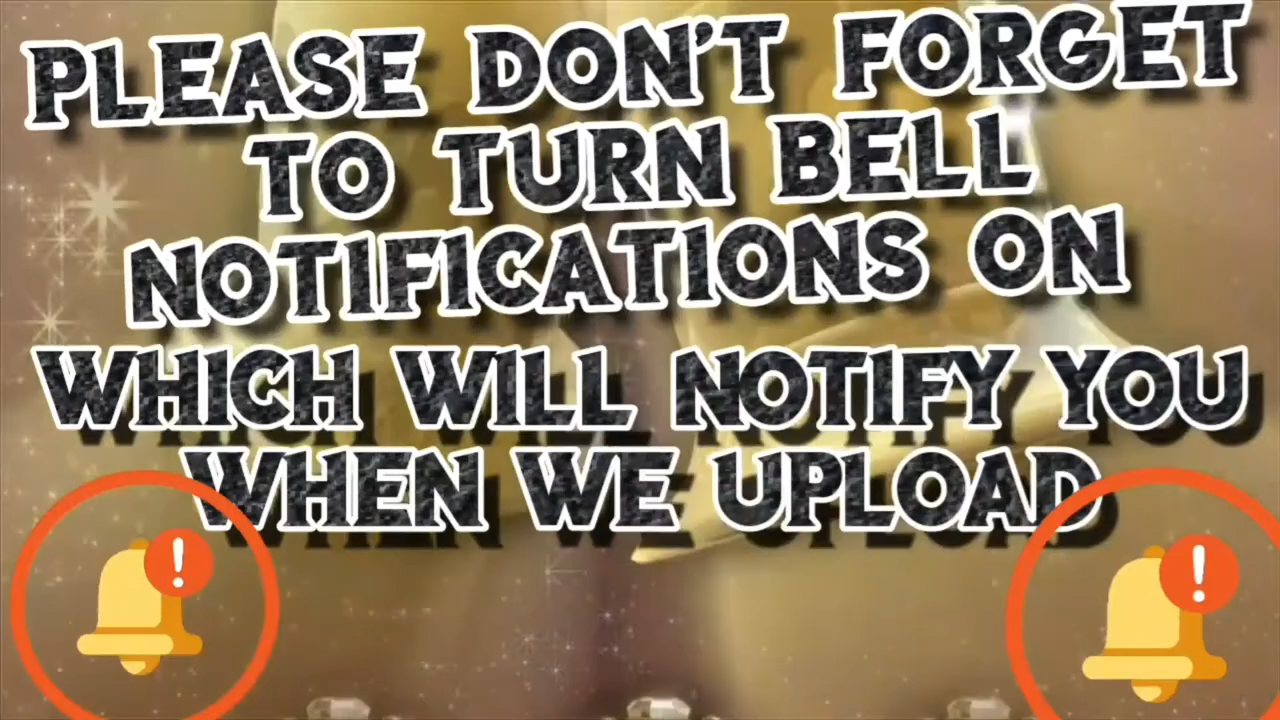 PLEASE DON'T FORGET
TO TURN BELL
NOTIFICATIONS ON
WHICH WILL NOTIFY YOU
WHEN WE UPLOAD
!
!